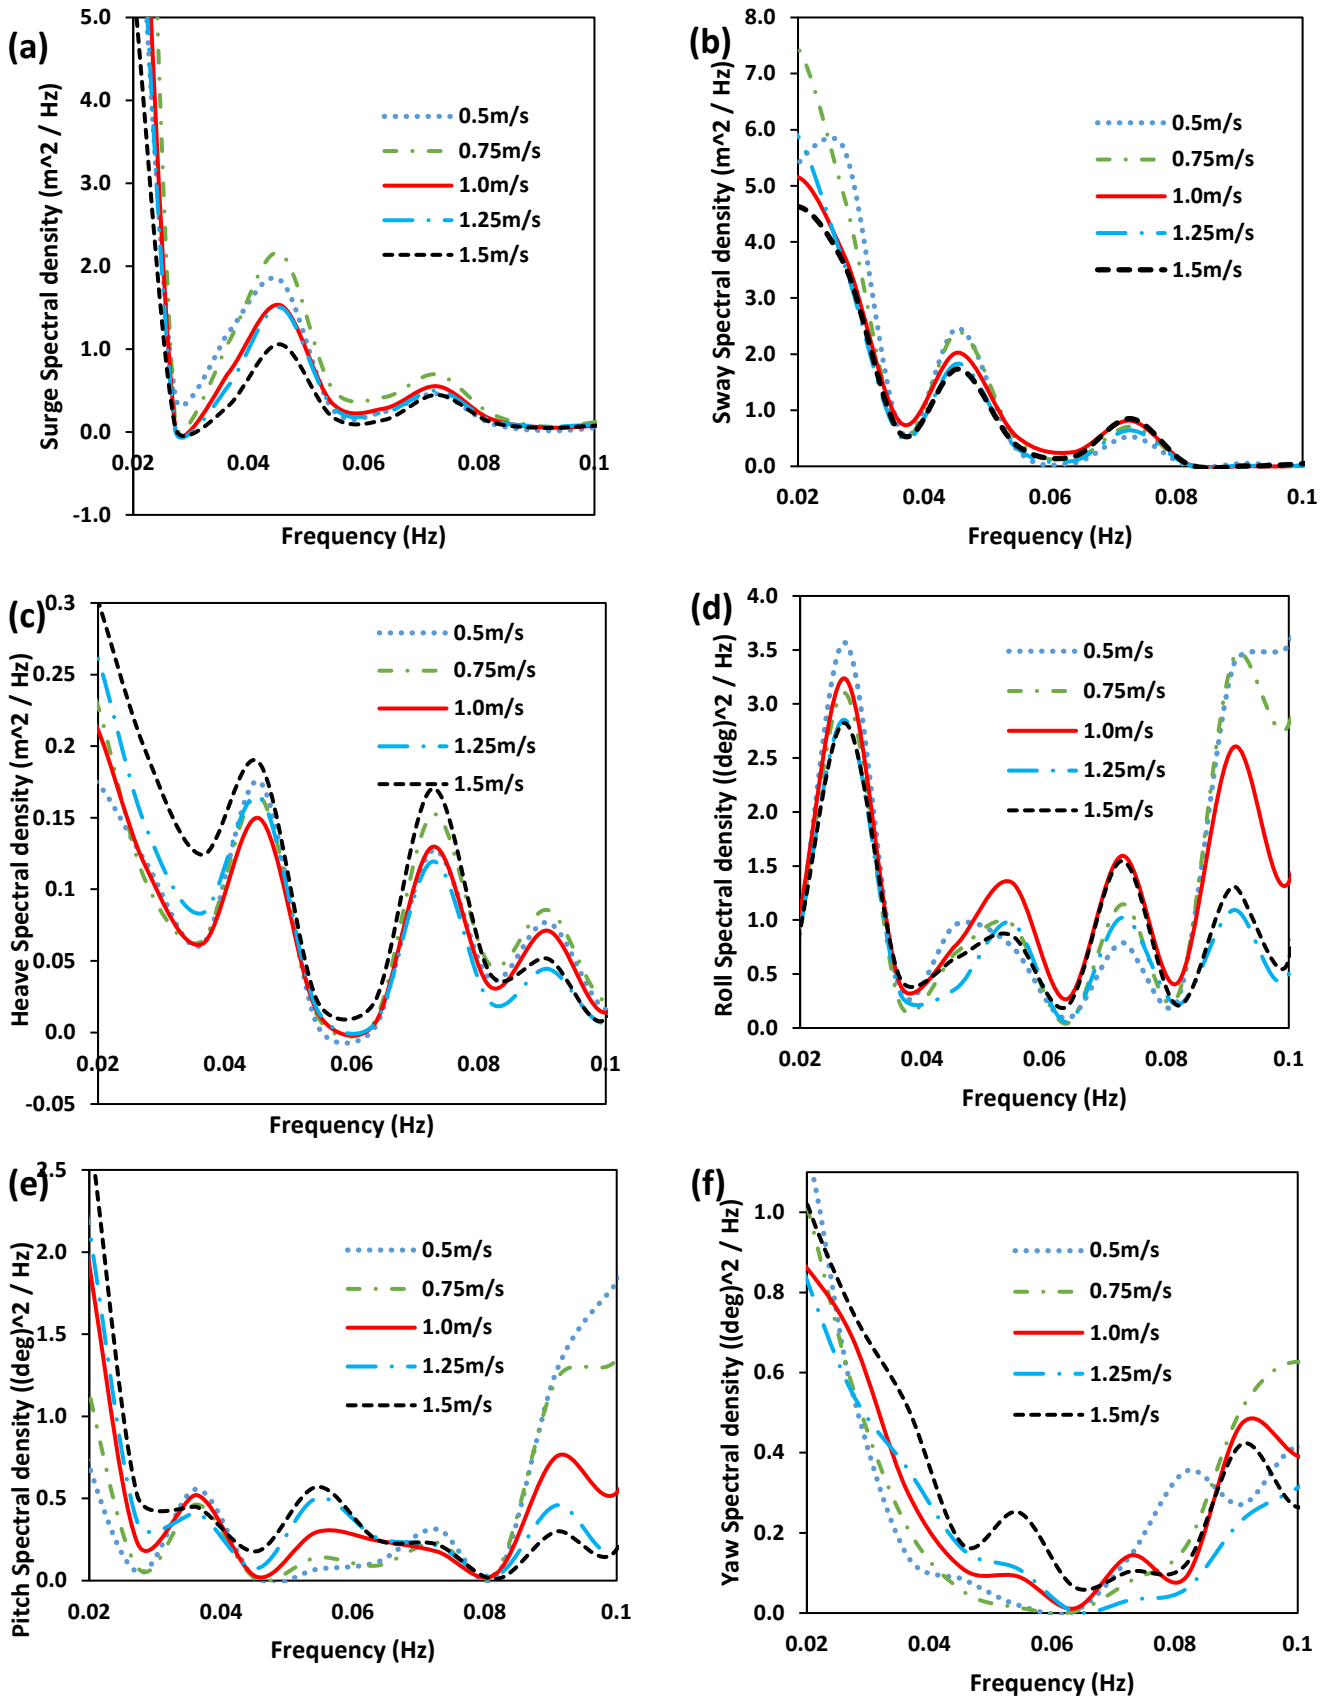 (a)
Surge Spectral density (m^2 / Hz)
5.0
4.0
3.0
2.0
1.0
0.0
-1.0
0.02
0.04
0.06
0.08
0.1
Frequency (Hz)
0.5m/s
0.75m/s
1.0m/s
1.25m/s
1.5m/s
(b)
Sway Spectral density (m^2 / Hz)
8.0
7.0
6.0
5.0
4.0
3.0
2.0
1.0
0.0
0.02
0.04
0.06
0.08
0.1
Frequency (Hz)
0.5m/s
0.75m/s
1.0m/s
1.25m/s
1.5m/s
(c)
Heave Spectral density (m^2 / Hz)
0.3
0.25
0.2
0.15
0.1
0.05
0.0
-0.05
0.02
0.04
0.06
0.08
0.1
Frequency (Hz)
0.5m/s
0.75m/s
1.0m/s
1.25m/s
1.5m/s
(d)
Roll Spectral density ((deg)^2 / Hz)
4.0
3.5
3.0
2.5
2.0
1.5
1.0
0.5
0.0
0.02
0.04
0.06
0.08
0.1
Frequency (Hz)
0.5m/s
0.75m/s
1.0m/s
1.25m/s
1.5m/s
(e)
Pitch Spectral density ((deg)^2 / Hz)
2.5
2.0
1.5
1.0
0.5
0.0
0.02
0.04
0.06
0.08
0.1
Frequency (Hz)
0.5m/s
0.75m/s
1.0m/s
1.25m/s
1.5m/s
(f)
Yaw Spectral density ((deg)^2 / Hz)
1.0
0.8
0.6
0.4
0.2
0.0
0.02
0.04
0.06
0.08
0.1
Frequency (Hz)
0.5m/s
0.75m/s
1.0m/s
1.25m/s
1.5m/s